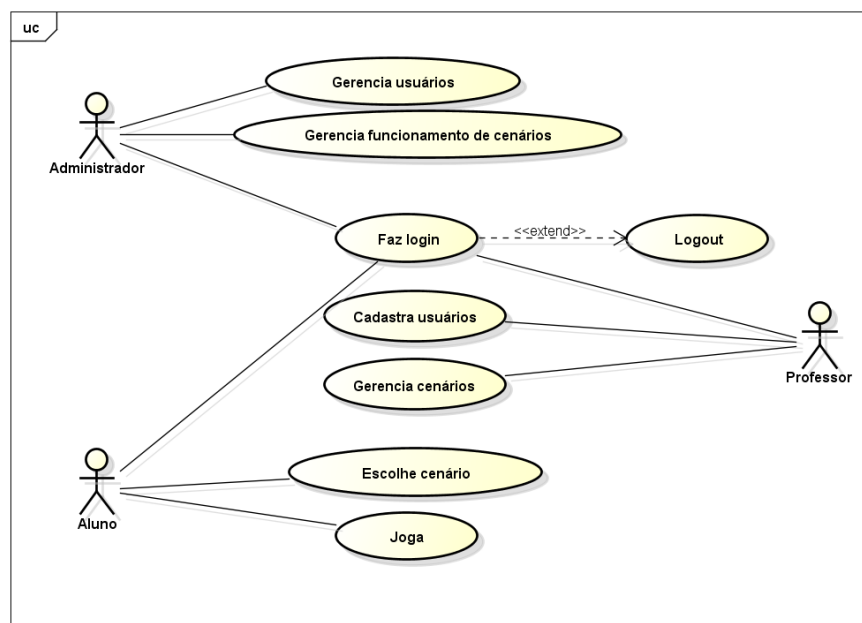 uc
Gerencia usuários
Gerencia funcionamento de cenários
Administrador
Faz login
<<extend>>
Logout
Cadastra usuários
Gerencia cenários
Professor
Escolhe cenário
Aluno
Joga